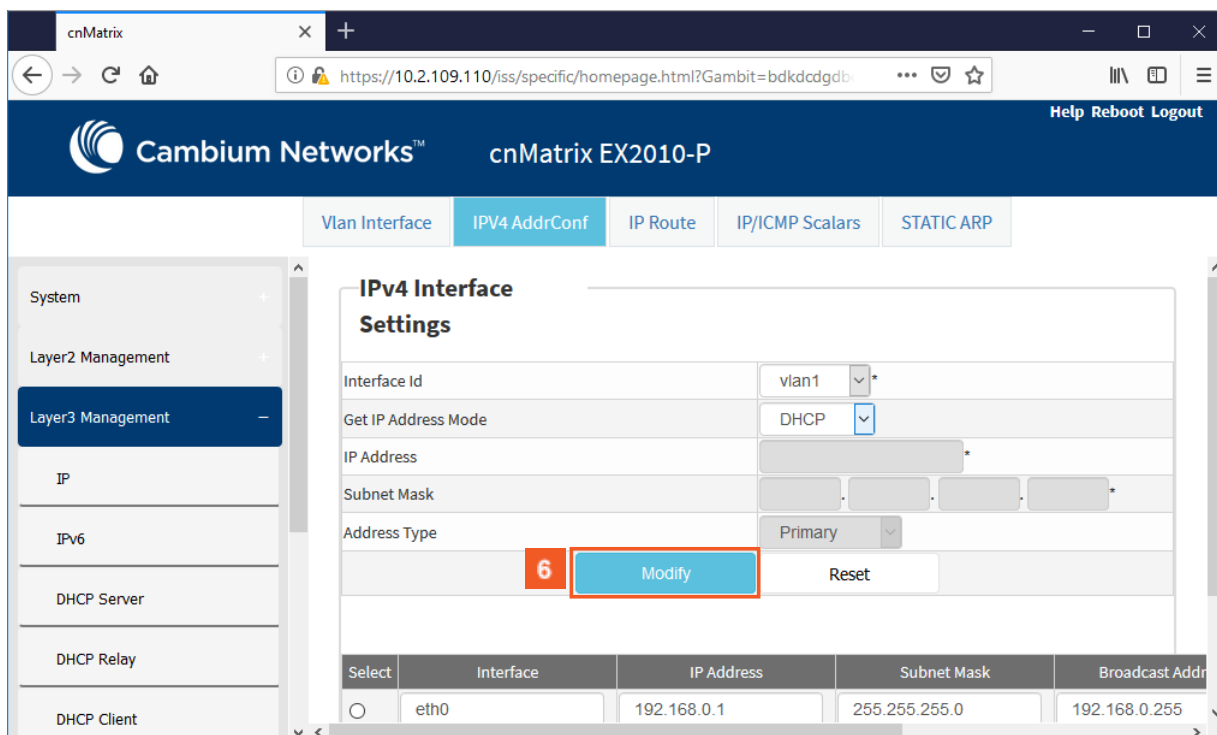 cnMatrix
https://10.2.109.110/iss/specific/homepage.html?Gambit=bdkdcdgdb
Help Reboot Logout
Cambium Networks™ cnMatrix EX2010-P
Vlan Interface IPV4 AddrConf IP Route IP/ICMP Scalars STATIC ARP
System +
Layer2 Management +
Layer3 Management −
IP
IPv6
DHCP Server
DHCP Relay
DHCP Client
IPv4 Interface
Settings
Interface Id vlan1 *
Get IP Address Mode DHCP
IP Address *
Subnet Mask . . . *
Address Type Primary
6 Modify Reset
Select Interface IP Address Subnet Mask Broadcast Addr
eth0 192.168.0.1 255.255.255.0 192.168.0.255